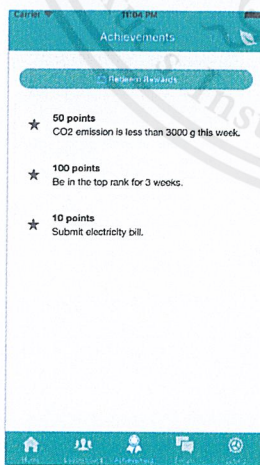 Carrier 11:04 PM
Achievements
Redeem Rewards
50 points
CO2 emission is less than 3000 g this week.
100 points
Be in the top rank for 3 weeks.
10 points
Submit electricity bill.
Home